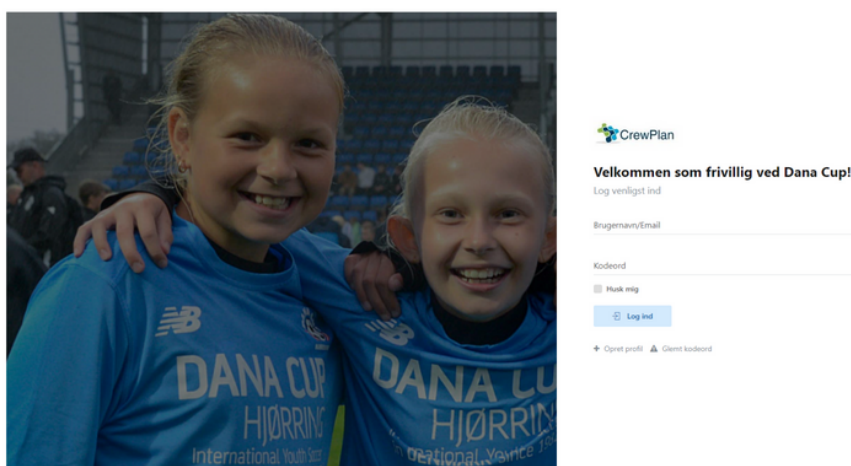 DANA CUP
HJØRRING
International Youth Soccer
DANA CU
HJØRRIN
CrewPlan
Velkommen som frivillig ved Dana Cup!
Log venligst ind
Brugernavn/Email
Kodeord
Husk mig
Log ind
Opret profil Glemt kodeord